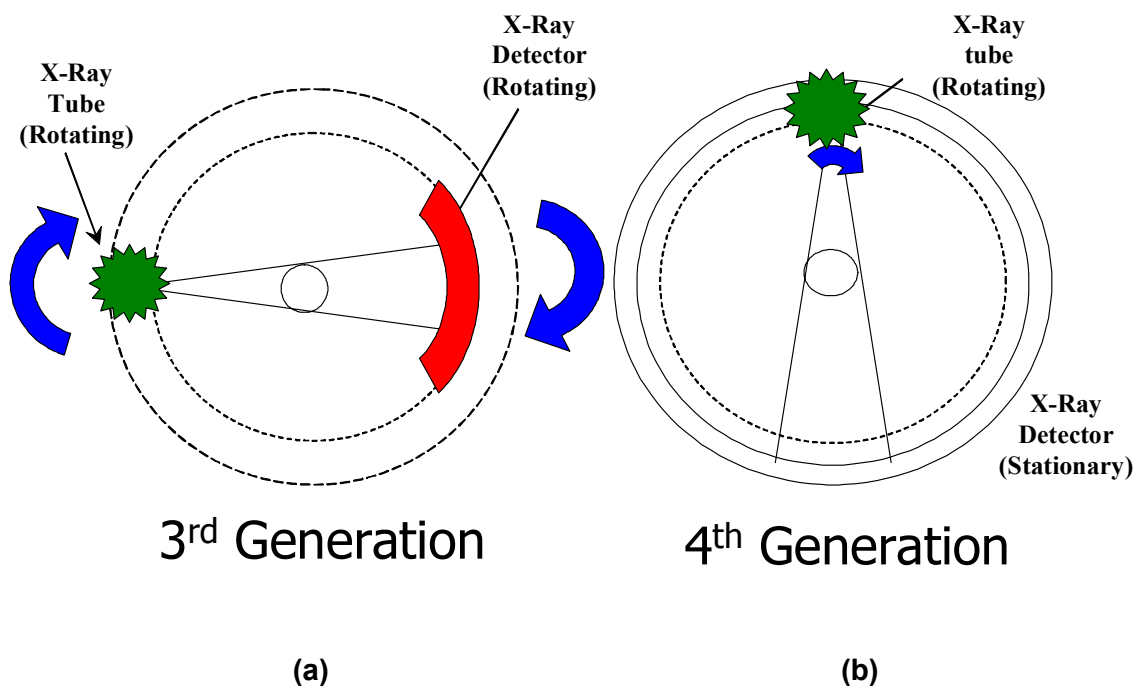 X-Ray
Tube
(Rotating)
X-Ray
Detector
(Rotating)
X-Ray
tube
(Rotating)
X-Ray
Detector
(Stationary)
3rd Generation
4th Generation
(a)
(b)